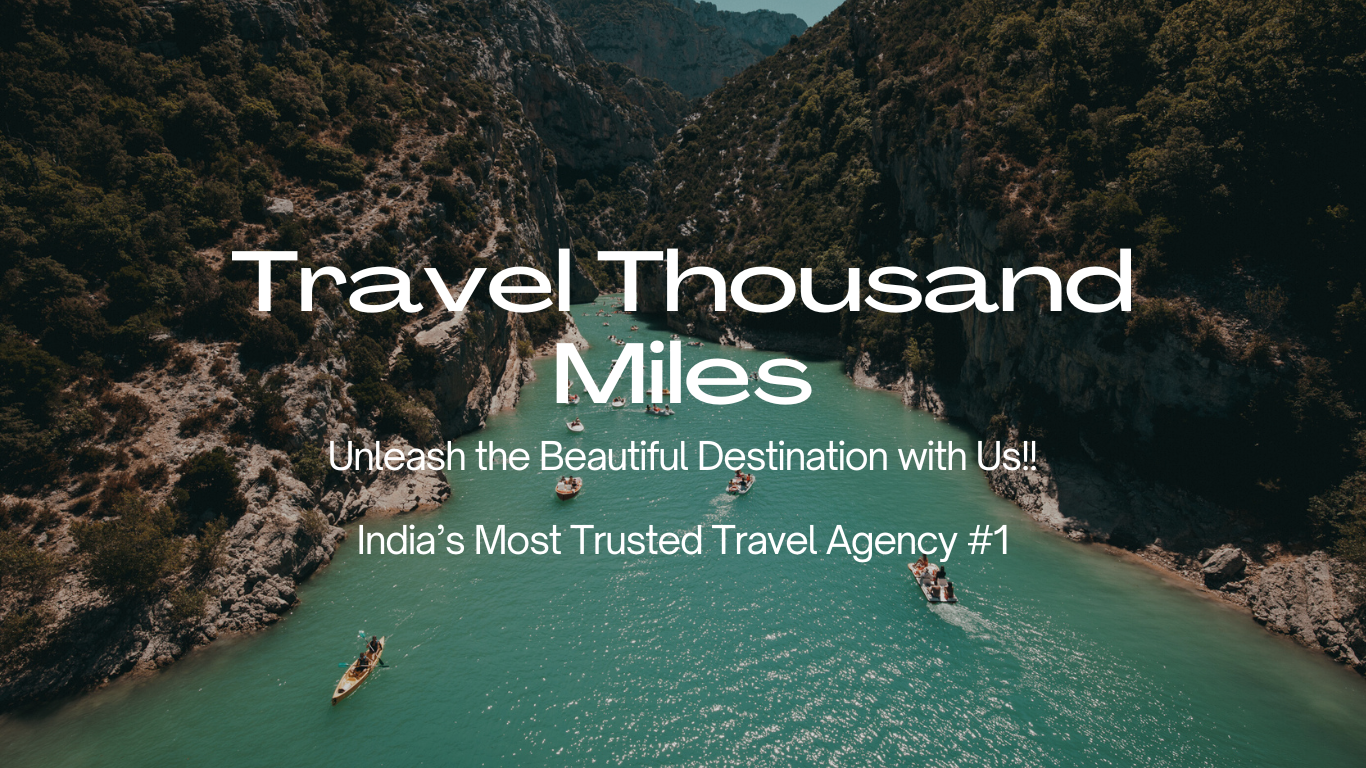 Travel Thousand
Miles
Unleash the Beautiful Destination with Us!!
India’s Most Trusted Travel Agency #1